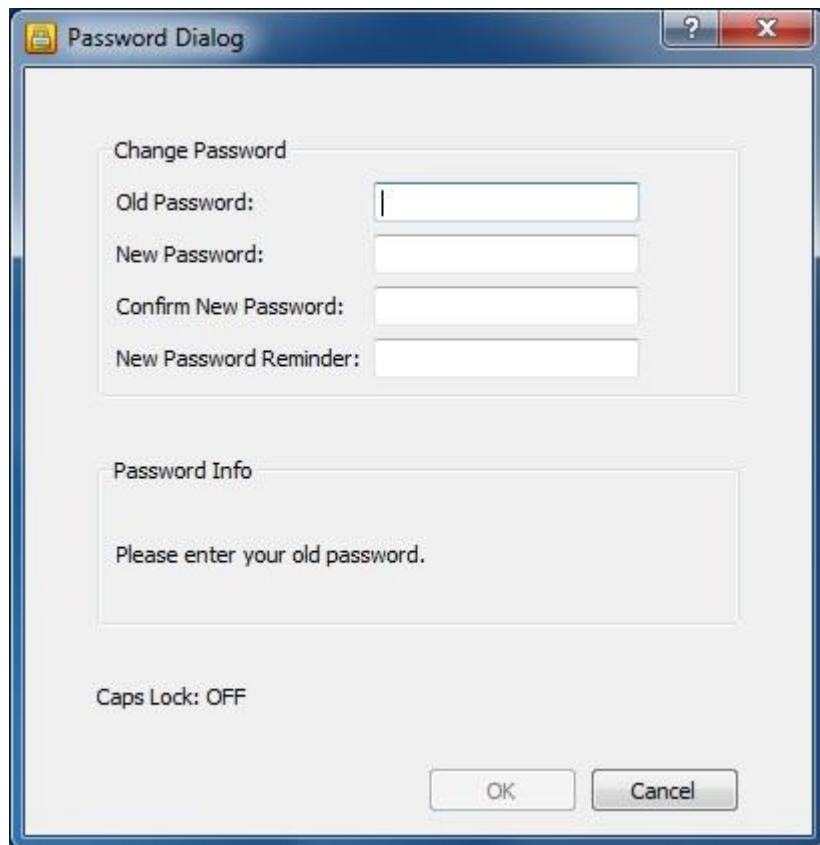 Password Dialog
?
Change Password
Old Password:
New Password:
Confirm New Password:
New Password Reminder:
Password Info
Please enter your old password.
Caps Lock: OFF
OK Cancel